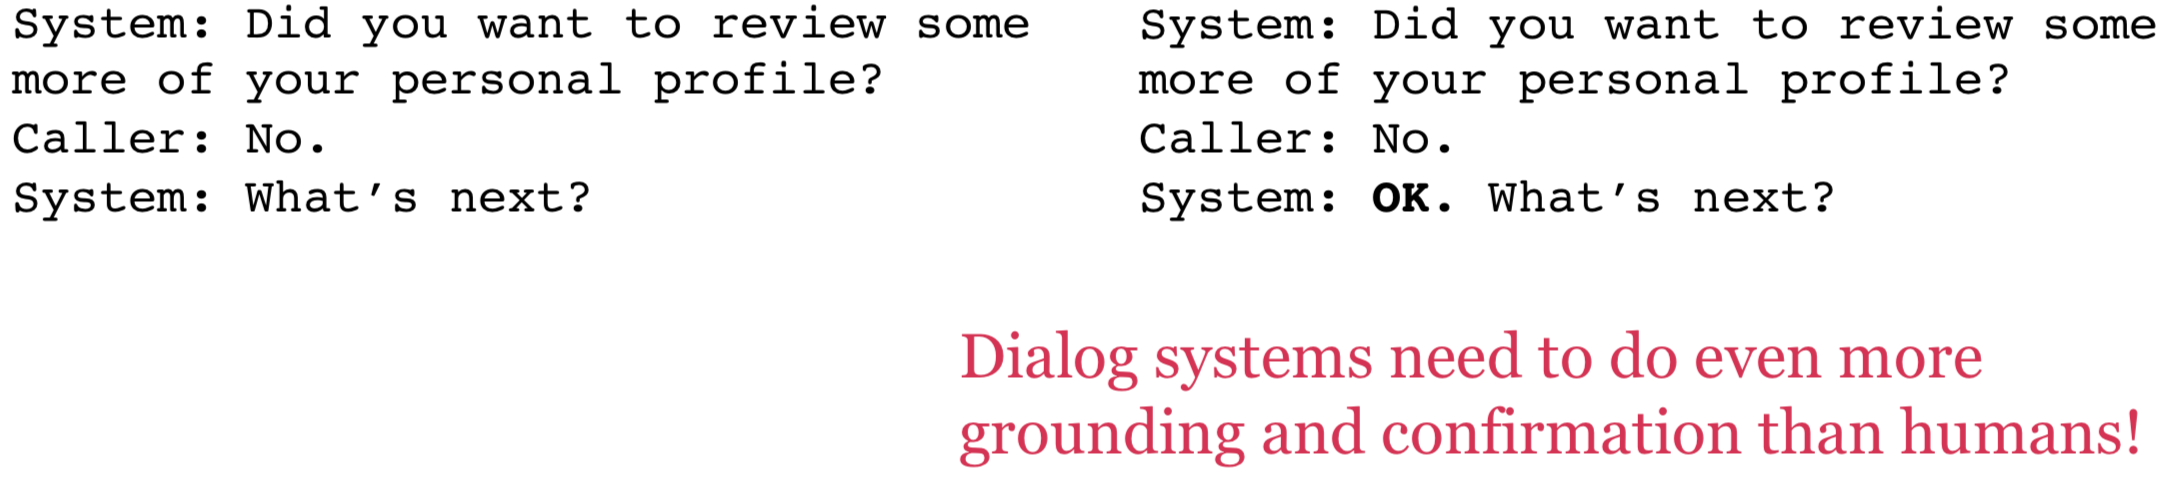 System: Did you want to review some
more of your personal profile?
Caller: No.
System: What’s next?
System: Did you want to review some
more of your personal profile?
Caller: No.
System: OK. What’s next?
Dialog systems need to do even more
grounding and confirmation than humans!